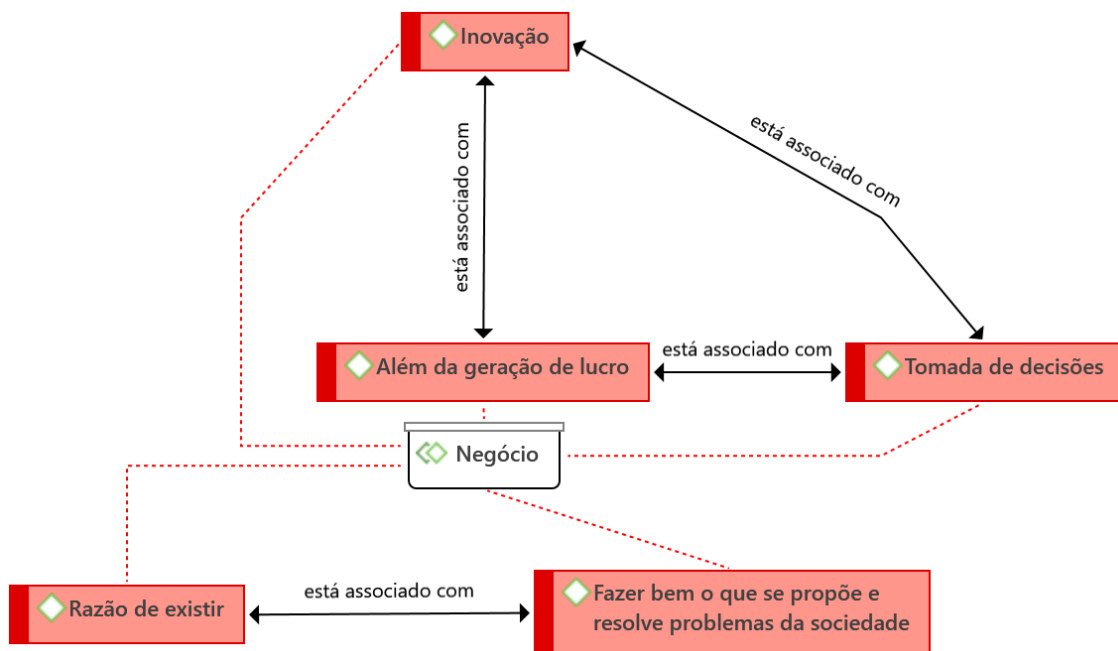 Inovação
está associado com
está associado com
Além da geração de lucro
está associado com
Tomada de decisões
Negócio
Razão de existir
está associado com
Fazer bem o que se propõe e
resolve problemas da sociedade